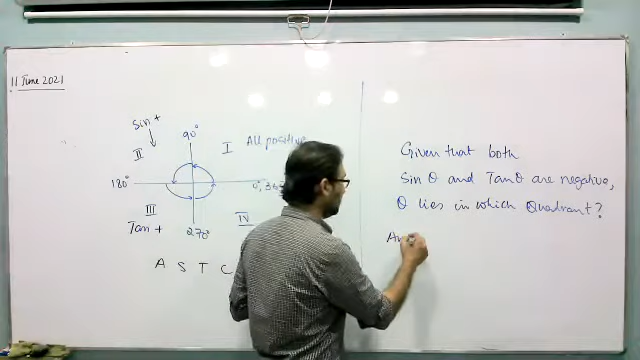 11 June 2021
Sin +
90°
II
I All positive
180°
0°, 36
III
IV
Tan +
270°
A S T C
Given that both
Sin θ and Tan θ are negative,
θ lies in which Quadrant?